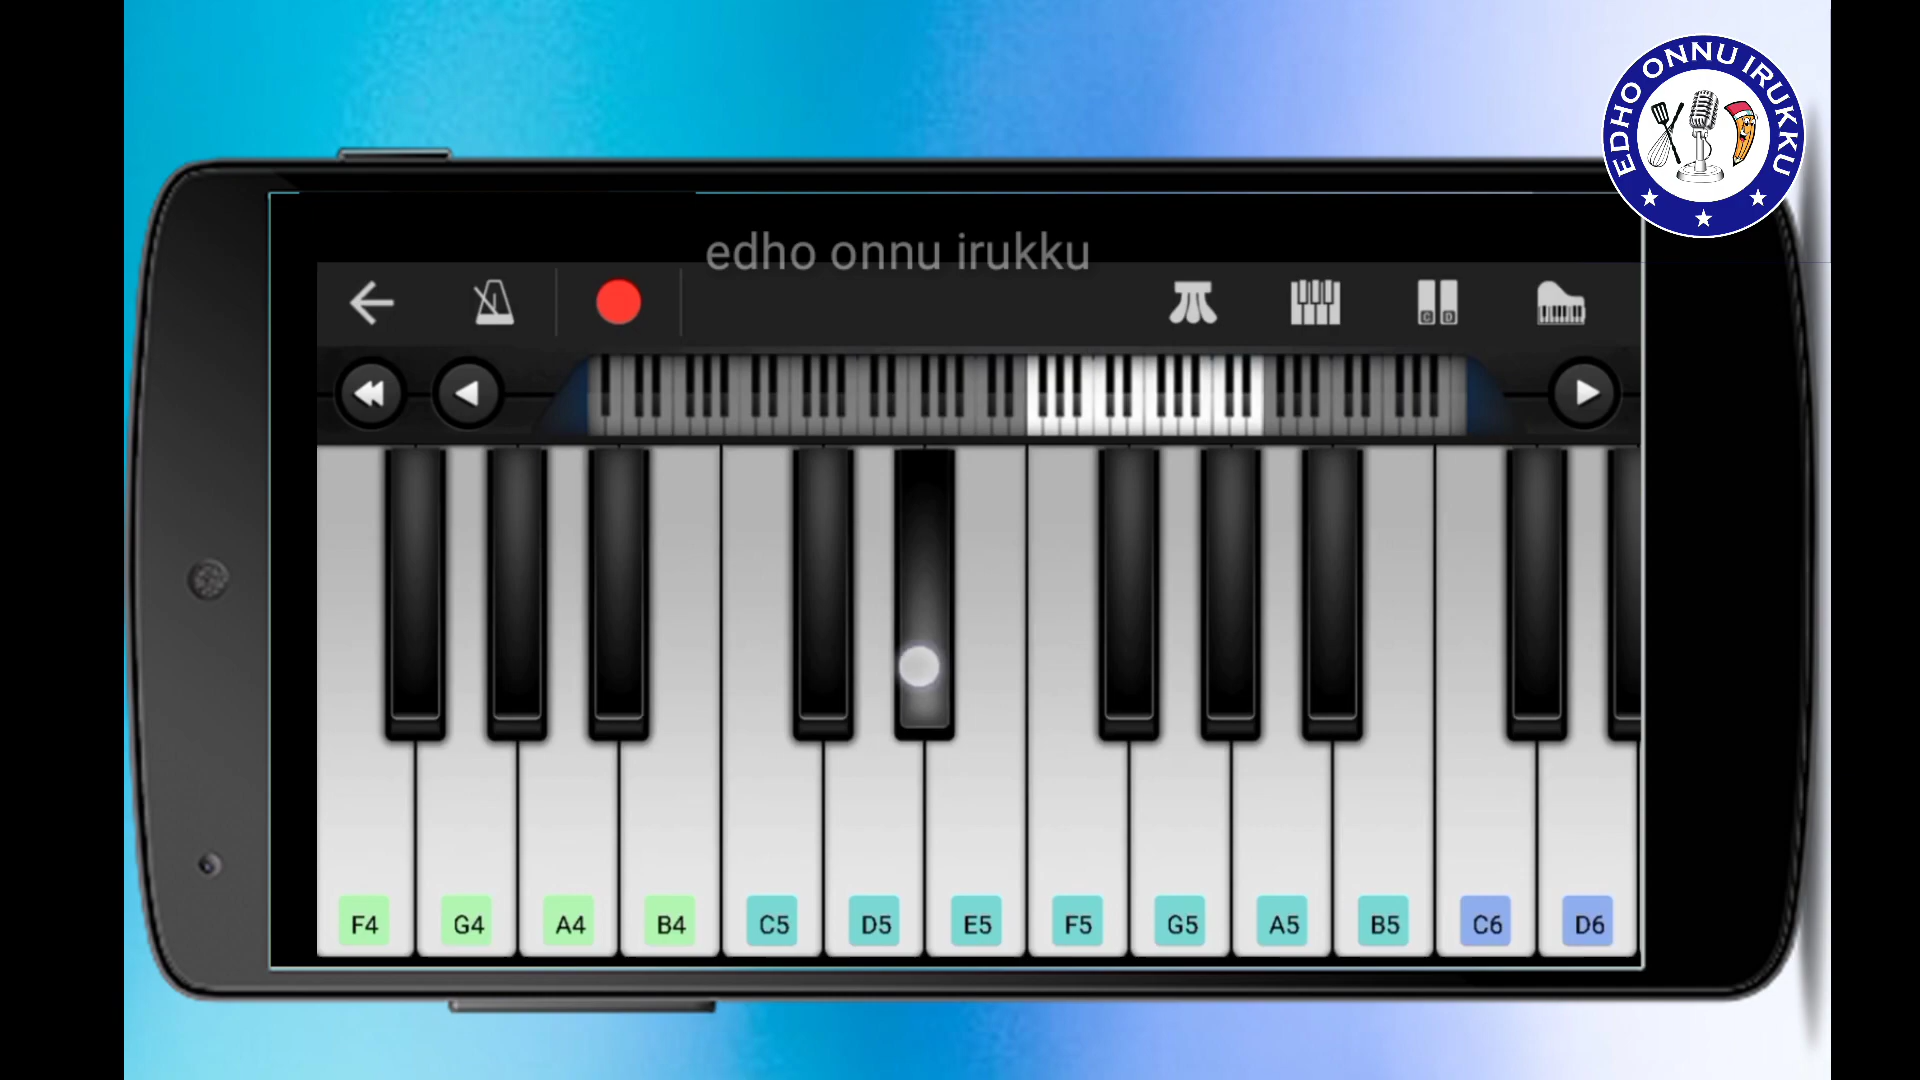 EDHO ONNU IRUKKU
edho onnu irukku
C D
F4 G4 A4 B4 C5 D5 E5 F5 G5 A5 B5 C6 D6